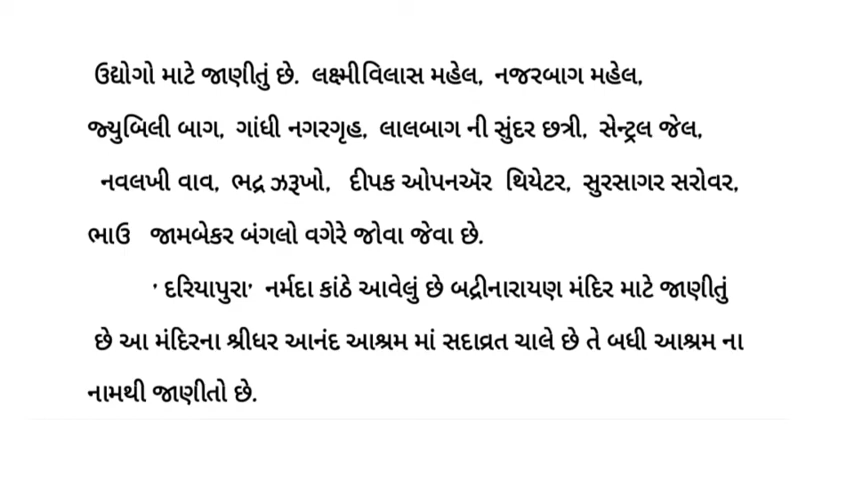 ઉદ્યોગો માટે જાણીતું છે. લક્ષ્મીવિલાસ મહેલ, નજરબાગ મહેલ,
જ્યુબિલી બાગ, ગાંધી નગરગૃહ, લાલબાગ ની સુંદર છત્રી, સેન્ટ્રલ જેલ,
નવલખી વાવ, ભદ્ર ઝરૂખો, દીપક ઓપનઍર થિયેટર, સુરસાગર સરોવર,
ભાઉ જામબેકર બંગલો વગેરે જોવા જેવા છે.
' દરિયાપુરા' નર્મદા કાંઠે આવેલું છે બદ્રીનારાયણ મંદિર માટે જાણીતું
છે આ મંદિરના શ્રીધર આનંદ આશ્રમ માં સદાવ્રત ચાલે છે તે બધી આશ્રમ ના
નામથી જાણીતો છે.